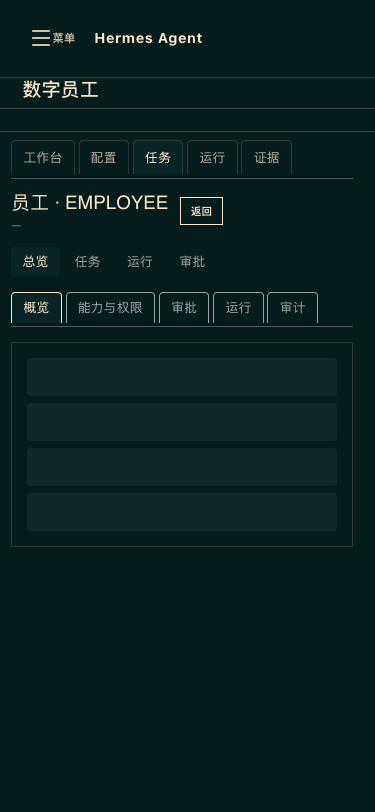 菜单 Hermes Agent
数字员工
工作台 配置 任务 运行 证据
员工 · EMPLOYEE 返回
—
总览 任务 运行 审批
概览 能力与权限 审批 运行 审计